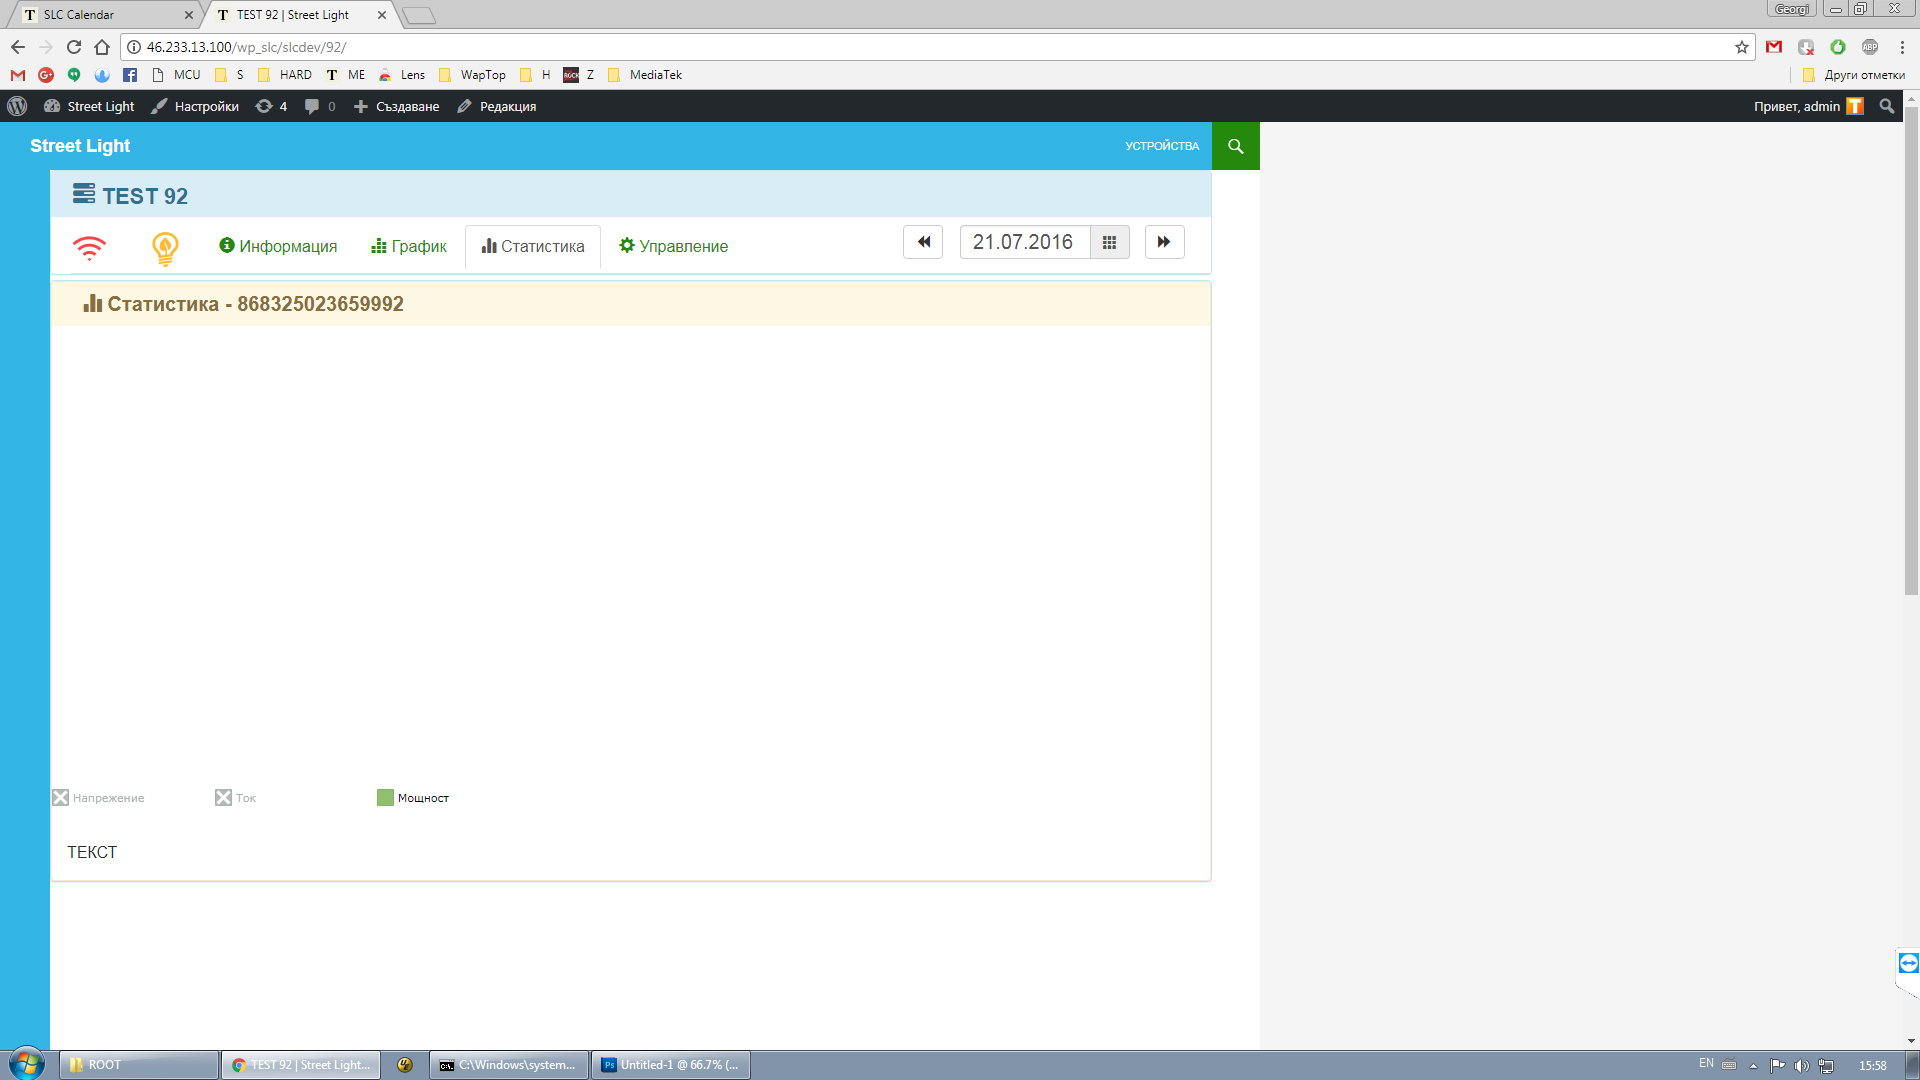 SLC Calendar
TEST 92 | Street Light
Georgi
46.233.13.100/wp_slc/slcdev/92/
MCU S HARD T ME Lens WapTop H Z MediaTek
Други отметки
Street Light Настройки 4 0 Създаване Редакция
Привет, admin
Street Light
УСТРОЙСТВА
TEST 92
Информация График Статистика Управление
21.07.2016
Статистика - 868325023659992
Напрежение Ток Мощност
ТЕКСТ
ROOT
TEST 92 | Street Light...
C:\Windows\system...
Untitled-1 @ 66.7% (...
EN
15:58